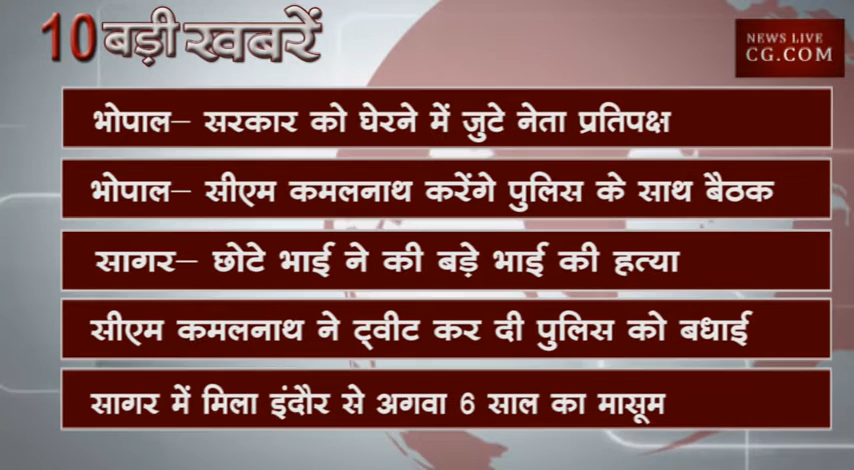 10 बड़ी खबरें
NEWS LIVE
CG.COM
भोपाल– सरकार को घेरने में जुटे नेता प्रतिपक्ष
भोपाल– सीएम कमलनाथ करेंगे पुलिस के साथ बैठक
सागर– छोटे भाई ने की बड़े भाई की हत्या
सीएम कमलनाथ ने ट्वीट कर दी पुलिस को बधाई
सागर में मिला इंदौर से अगवा 6 साल का मासूम